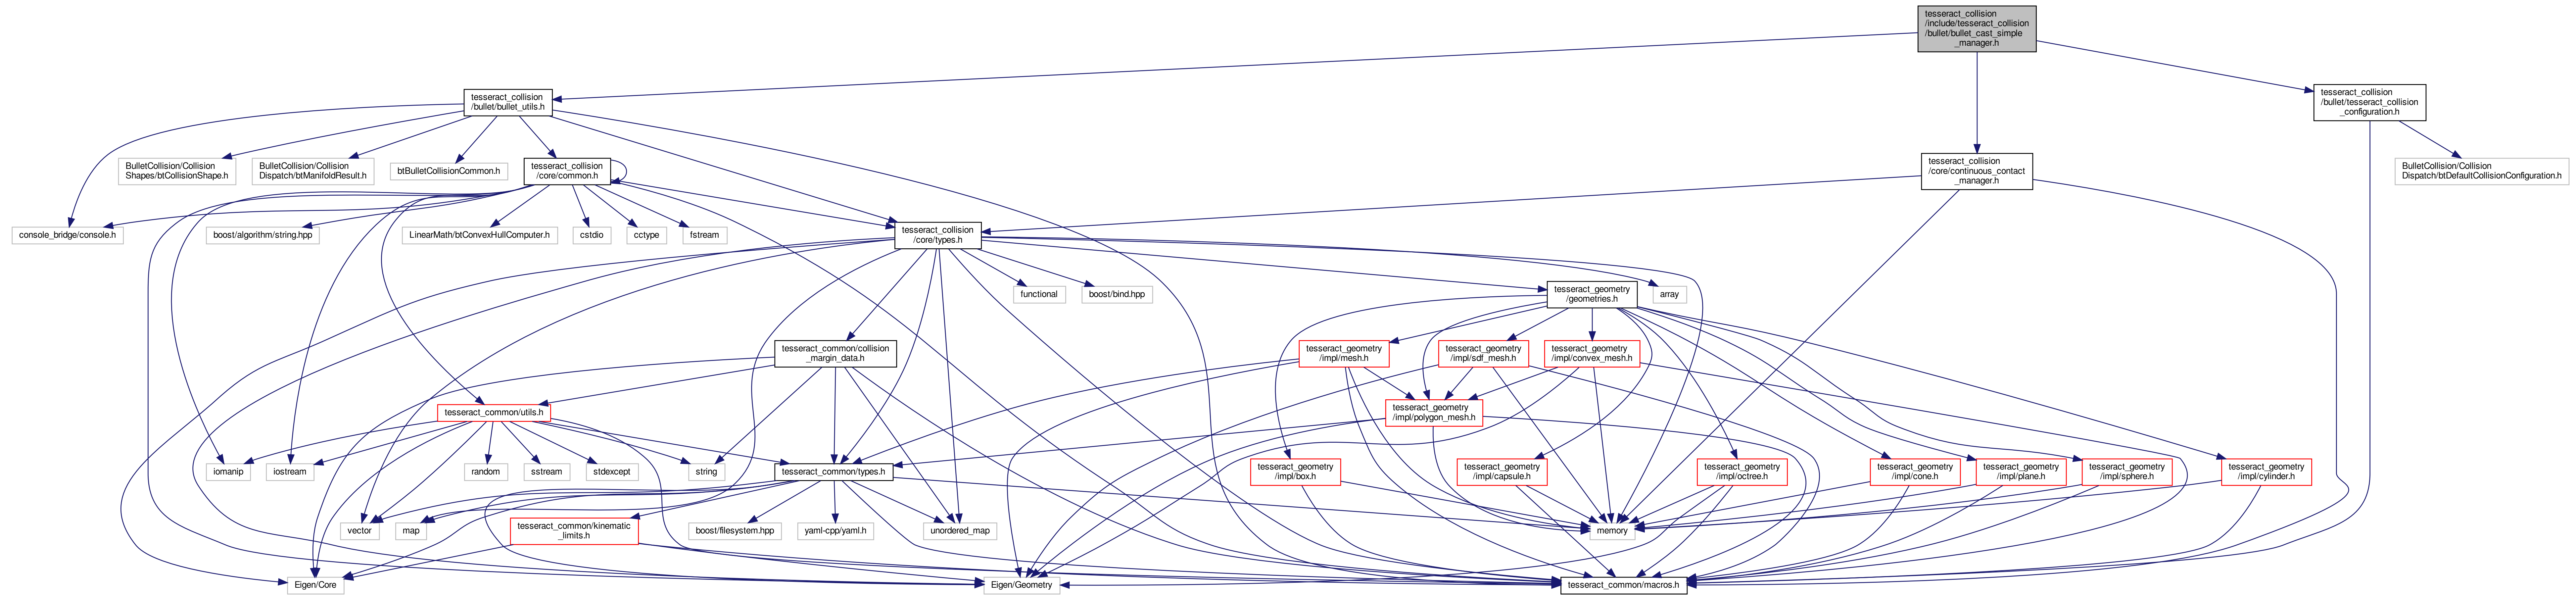 tesseract_collision
/include/tesseract_collision
/bullet/bullet_cast_simple
_manager.h
tesseract_collision
/bullet/bullet_utils.h
tesseract_collision
/bullet/tesseract_collision
_configuration.h
BulletCollision/Collision
Shapes/btCollisionShape.h
BulletCollision/Collision
Dispatch/btManifoldResult.h
btBulletCollisionCommon.h
tesseract_collision
/core/common.h
tesseract_collision
/core/continuous_contact
_manager.h
BulletCollision/Collision
Dispatch/btDefaultCollisionConfiguration.h
console_bridge/console.h
boost/algorithm/string.hpp
LinearMath/btConvexHullComputer.h
cstdio
cctype
fstream
tesseract_collision
/core/types.h
functional
boost/bind.hpp
tesseract_geometry
/geometries.h
array
tesseract_common/collision
_margin_data.h
tesseract_geometry
/impl/mesh.h
tesseract_geometry
/impl/sdf_mesh.h
tesseract_geometry
/impl/convex_mesh.h
tesseract_common/utils.h
tesseract_geometry
/impl/polygon_mesh.h
iomanip
iostream
random
sstream
stdexcept
string
tesseract_common/types.h
tesseract_geometry
/impl/box.h
tesseract_geometry
/impl/capsule.h
tesseract_geometry
/impl/octree.h
tesseract_geometry
/impl/cone.h
tesseract_geometry
/impl/plane.h
tesseract_geometry
/impl/sphere.h
tesseract_geometry
/impl/cylinder.h
vector
map
tesseract_common/kinematic
_limits.h
boost/filesystem.hpp
yaml-cpp/yaml.h
unordered_map
memory
Eigen/Core
Eigen/Geometry
tesseract_common/macros.h